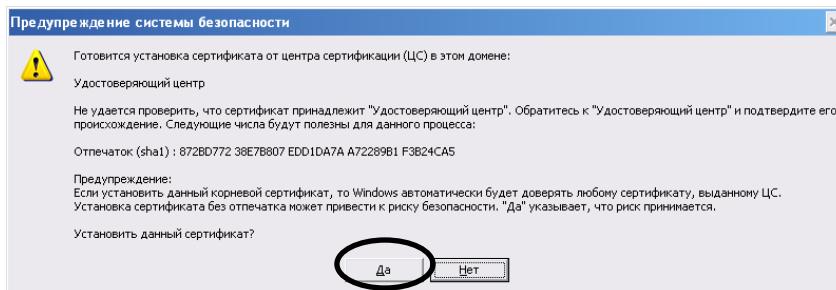 Предупреждение системы безопасности
Готовится установка сертификата от центра сертификации (ЦС) в этом домене:
Удостоверяющий центр
Не удается проверить, что сертификат принадлежит "Удостоверяющий центр". Обратитесь к "Удостоверяющий центр" и подтвердите его
происхождение. Следующие числа будут полезны для данного процесса:
Отпечаток (sha1) : 872BD772 38E7B807 EDD1DA7A A72289B1 F3B24CA5
Предупреждение:
Если установить данный корневой сертификат, то Windows автоматически будет доверять любому сертификату, выданному ЦС.
Установка сертификата без отпечатка может привести к риску безопасности. "Да" указывает, что риск принимается.
Установить данный сертификат?
Да Нет